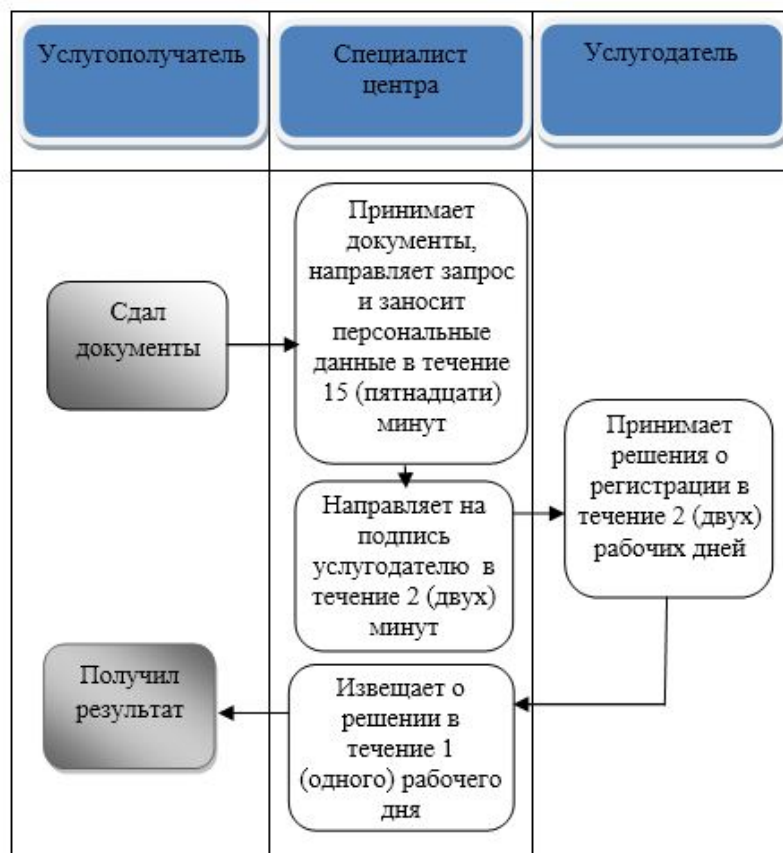 Услугополучатель
Специалист
центра
Услугодатель
Сдал
документы
Принимает
документы,
направляет запрос
и заносит
персональные
данные в течение
15 (пятнадцати)
минут
Направляет на
подпись
услугодателю в
течение 2 (двух)
минут
Принимает
решения о
регистрации в
течение 2 (двух)
рабочих дней
Извещает о
решении в
течение 1
(одного) рабочего
дня
Получил
результат